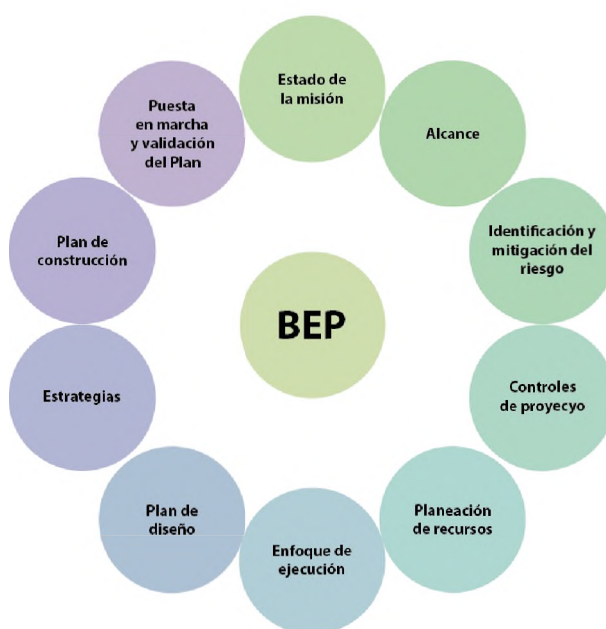 Estado de
la misión
Alcance
Identificación y
mitigación del
riesgo
Controles
de proyecyo
Planeación
de recursos
Enfoque de
ejecución
Plan de
diseño
Estrategias
Plan de
construcción
Puesta
en marcha
y validación
del Plan
BEP